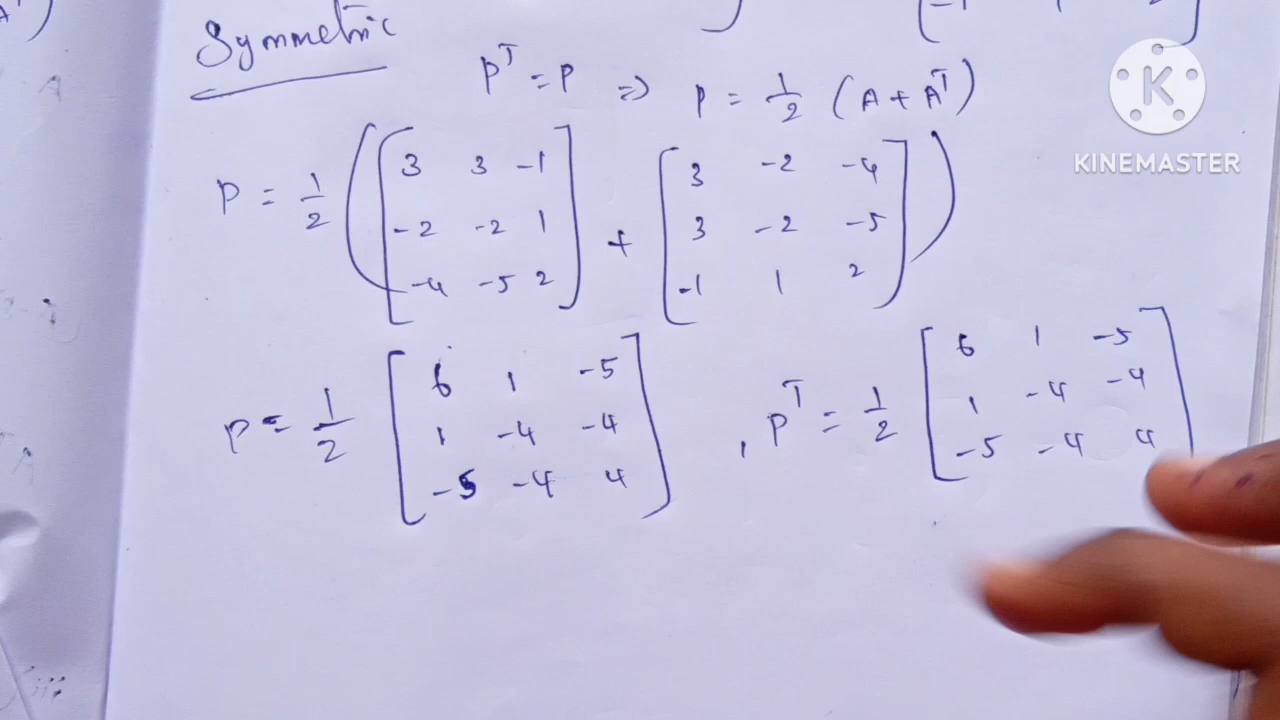 Symmetric
P^T = P ⇒ P = 1/2 (A + A^T)
K
KINEMASTER
P = 1/2 ( [ 3 3 -1 ] + [ 3 -2 -4 ] )
[ -2 -2 1 ] [ 3 -2 -5 ]
[ -4 -5 2 ] [ -1 1 2 ]
P = 1/2 [ 6 1 -5 ] , P^T = 1/2 [ 6 1 -5 ]
[ 1 -4 -4 ] [ 1 -4 -4 ]
[ -5 -4 4 ] [ -5 -4 4 ]